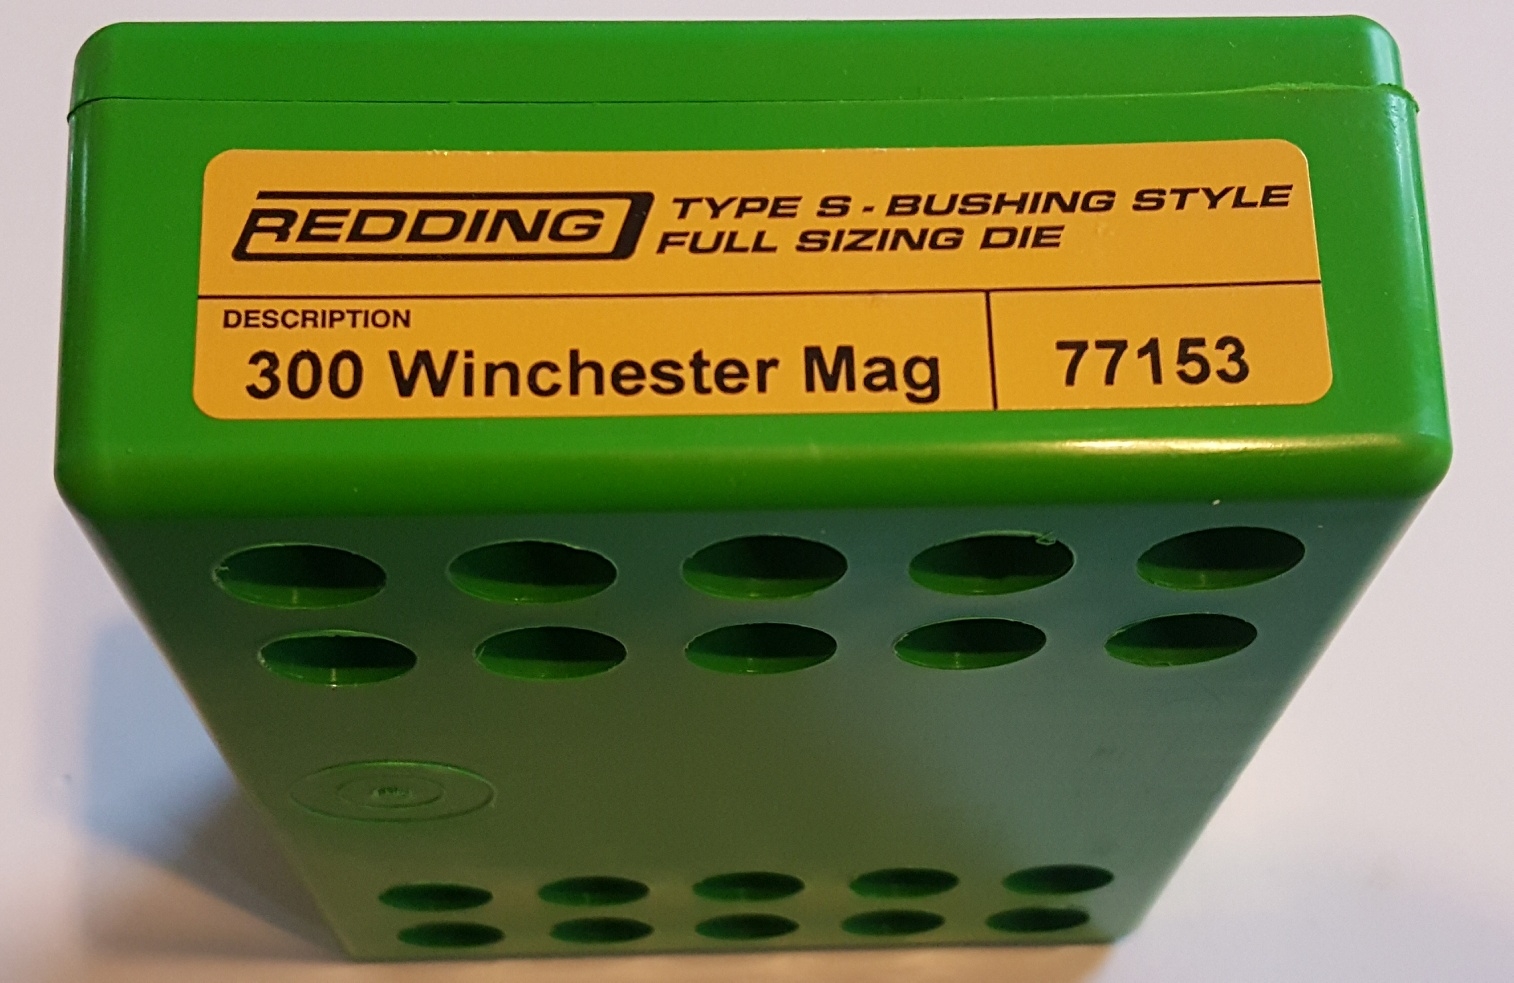 REDDING
TYPE S - BUSHING STYLE
FULL SIZING DIE
DESCRIPTION
300 Winchester Mag
77153